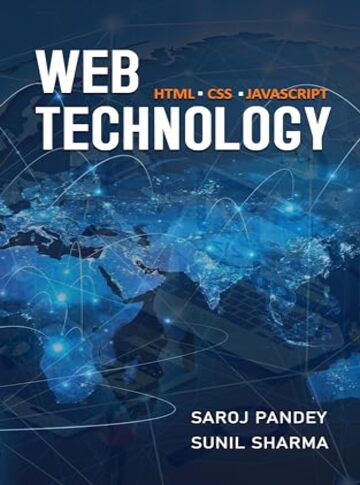 WEB
HTML ▪ CSS ▪ JAVASCRIPT
TECHNOLOGY
SAROJ PANDEY
SUNIL SHARMA